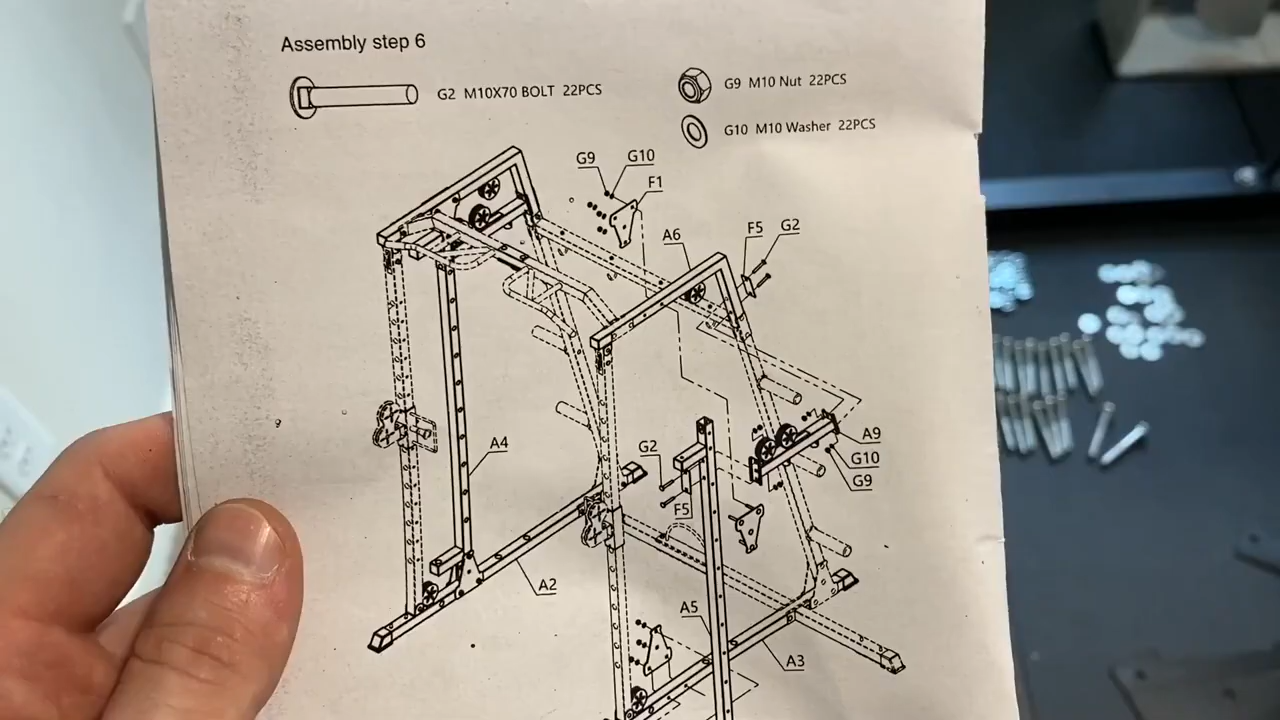 Assembly step 6
G2 M10X70 BOLT 22PCS
G9 M10 Nut 22PCS
G10 M10 Washer 22PCS
G9
G10
F1
A6
F5
G2
A4
G2
A9
G10
G9
F5
A2
A5
A3